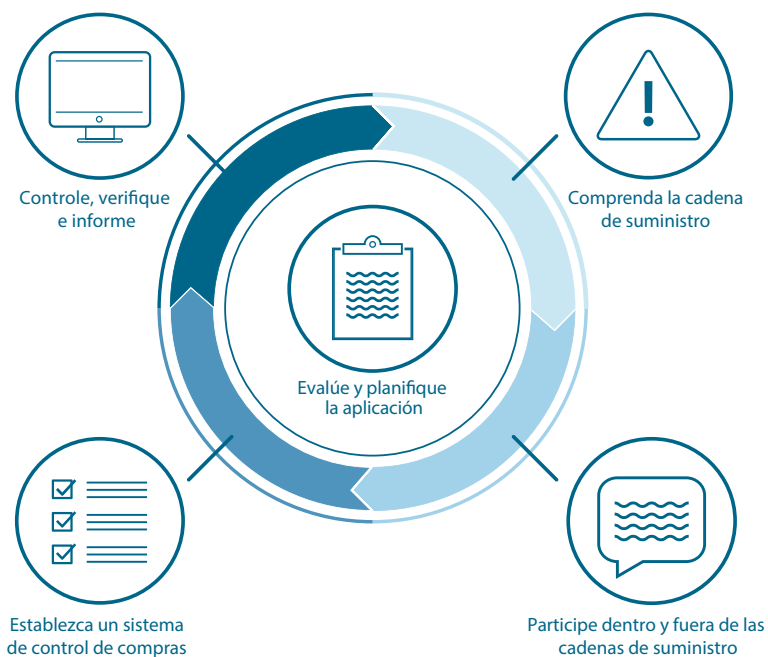 Controle, verifique
e informe
Comprenda la cadena
de suministro
Evalúe y planifique
la aplicación
Establezca un sistema
de control de compras
Participe dentro y fuera de las
cadenas de suministro